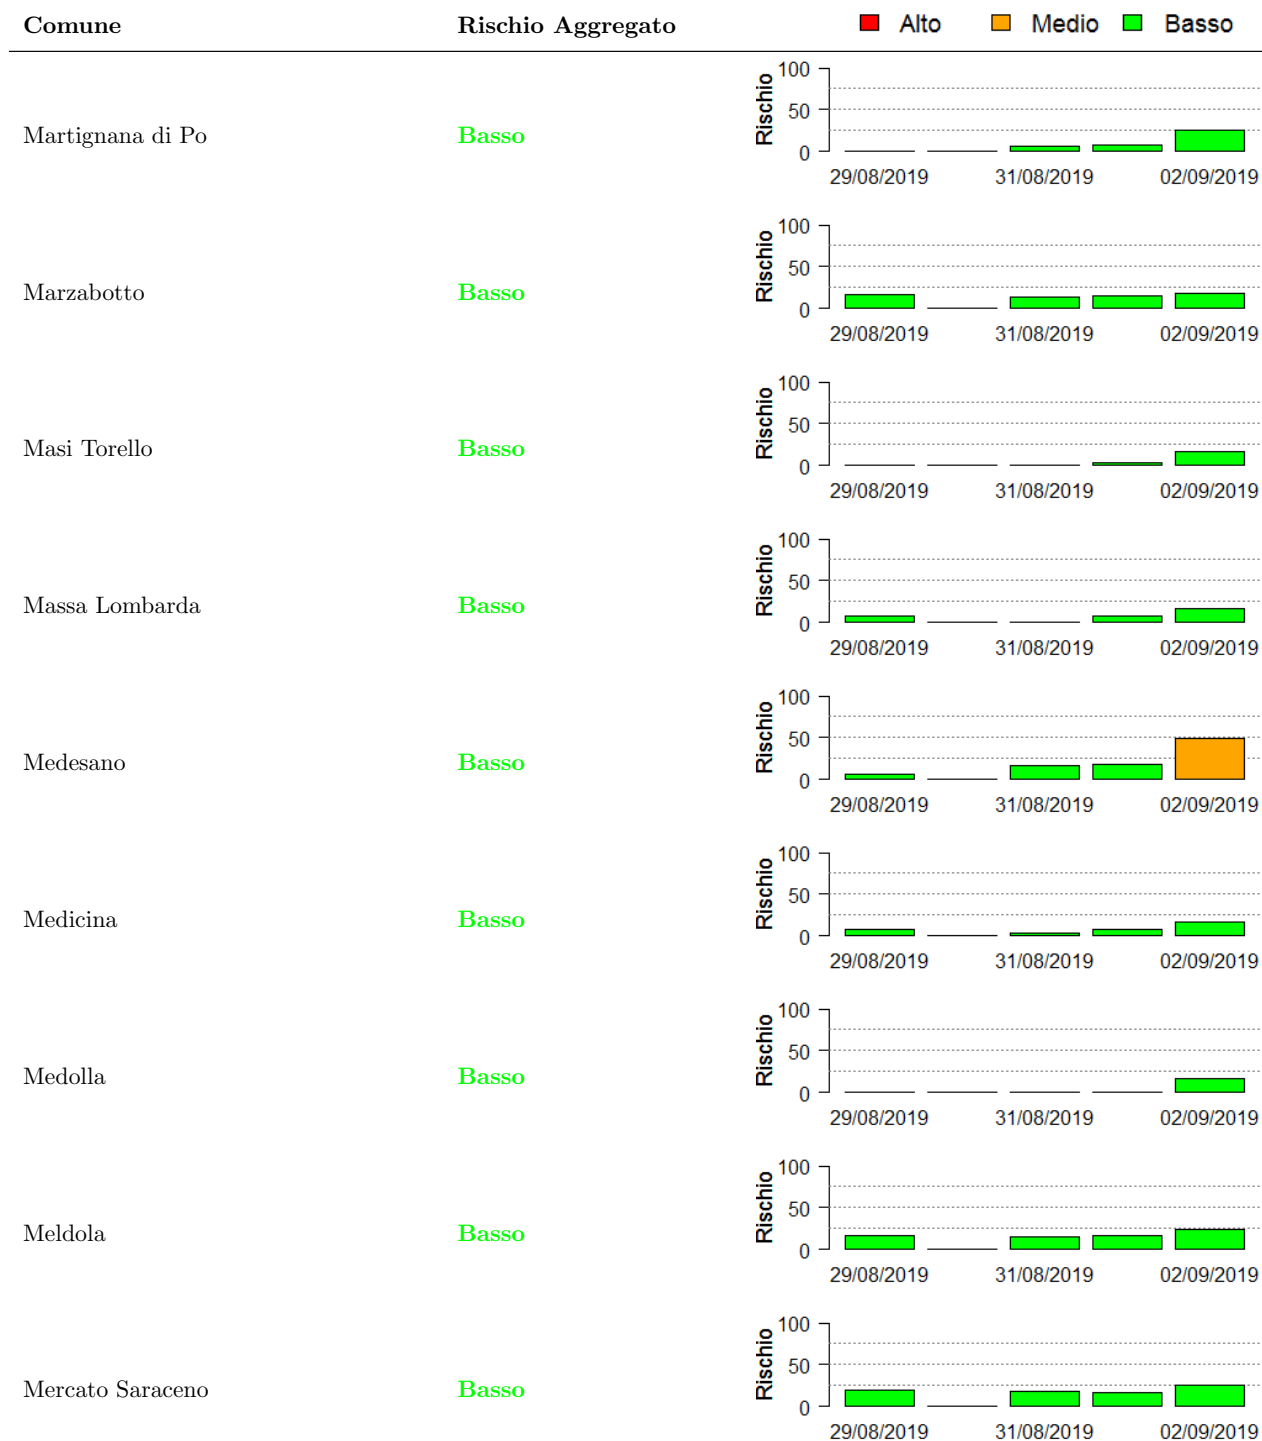 Comune Rischio Aggregato Alto Medio Basso
100
50
0
Rischio
Martignana di Po Basso
29/08/2019 31/08/2019 02/09/2019
100
50
0
Rischio
Marzabotto Basso
29/08/2019 31/08/2019 02/09/2019
100
50
0
Rischio
Masi Torello Basso
29/08/2019 31/08/2019 02/09/2019
100
50
0
Rischio
Massa Lombarda Basso
29/08/2019 31/08/2019 02/09/2019
100
50
0
Rischio
Medesano Basso
29/08/2019 31/08/2019 02/09/2019
100
50
0
Rischio
Medicina Basso
29/08/2019 31/08/2019 02/09/2019
100
50
0
Rischio
Medolla Basso
29/08/2019 31/08/2019 02/09/2019
100
50
0
Rischio
Meldola Basso
29/08/2019 31/08/2019 02/09/2019
100
50
0
Rischio
Mercato Saraceno Basso
29/08/2019 31/08/2019 02/09/2019